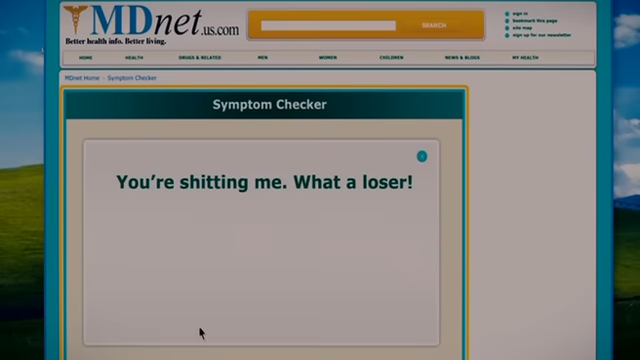 MDnet.us.com
Better health info. Better living.
SEARCH
sign in
bookmark this page
site map
sign up for our newsletter
HOME
HEALTH
DRUGS & RELATED
MEN
WOMEN
CHILDREN
NEWS & BLOGS
MY HEALTH
MDnet Home
Symptom Checker
Symptom Checker
You're shitting me. What a loser!